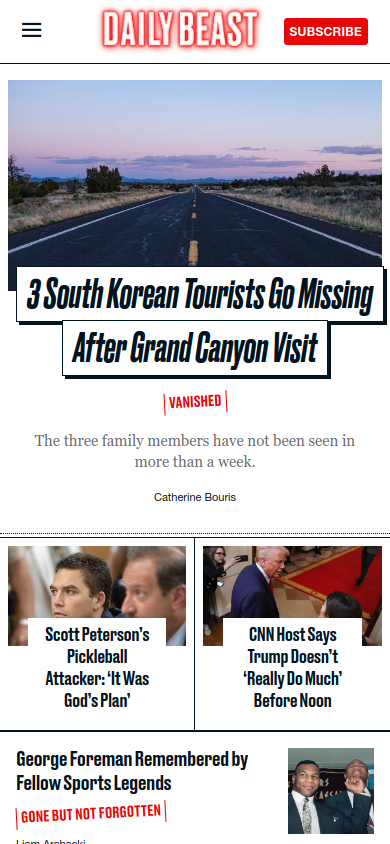 DAILY BEAST
SUBSCRIBE
3 South Korean Tourists Go Missing
After Grand Canyon Visit
VANISHED
The three family members have not been seen in
more than a week.
Catherine Bouris
Scott Peterson’s
Pickleball
Attacker: ‘It Was
God’s Plan’
CNN Host Says
Trump Doesn’t
‘Really Do Much’
Before Noon
George Foreman Remembered by
Fellow Sports Legends
GONE BUT NOT FORGOTTEN